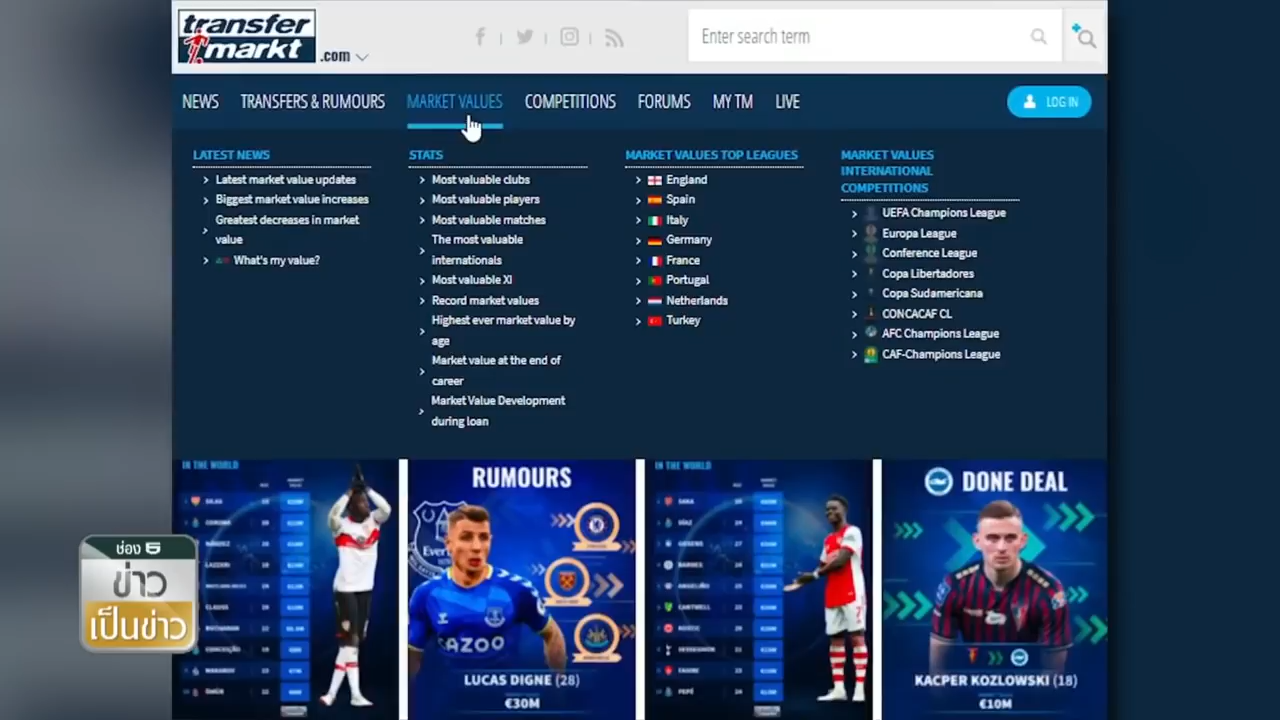 transfer
markt
.com
Enter search term
NEWS
TRANSFERS & RUMOURS
MARKET VALUES
COMPETITIONS
FORUMS
MY TM
LIVE
LOG IN
LATEST NEWS
Latest market value updates
Biggest market value increases
Greatest decreases in market
value
What's my value?
STATS
Most valuable clubs
Most valuable players
Most valuable matches
The most valuable
internationals
Most valuable XI
Record market values
Highest ever market value by
age
Market value at the end of
career
Market Value Development
during loan
MARKET VALUES TOP LEAGUES
England
Spain
Italy
Germany
France
Portugal
Netherlands
Turkey
MARKET VALUES
INTERNATIONAL
COMPETITIONS
UEFA Champions League
Europa League
Conference League
Copa Libertadores
Copa Sudamericana
CONCACAF CL
AFC Champions League
CAF-Champions League
IN THE WORLD
RUMOURS
LUCAS DIGNE (28)
€30M
IN THE WORLD
DONE DEAL
KACPER KOZLOWSKI (18)
€10M
ช่อง 5
ข่าว
เป็นข่าว